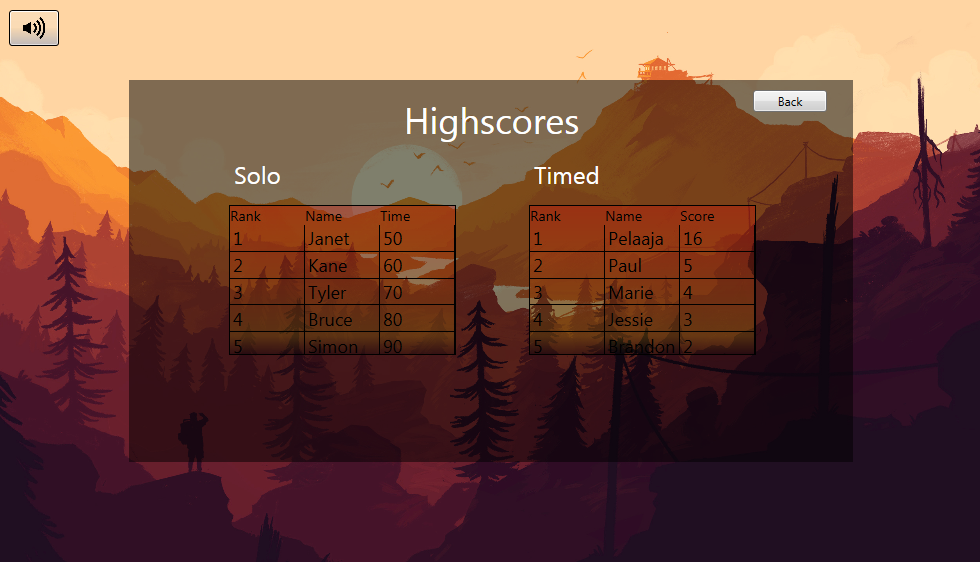 Back
Highscores
Solo
Rank Name Time
1 Janet 50
2 Kane 60
3 Tyler 70
4 Bruce 80
5 Simon 90
Timed
Rank Name Score
1 Pelaaja 16
2 Paul 5
3 Marie 4
4 Jessie 3
5 Brandon 2